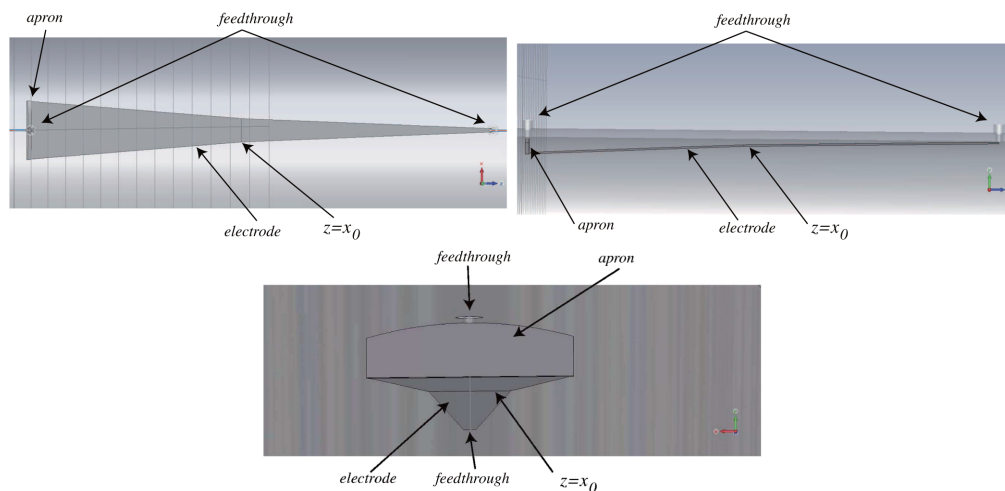 apron
feedthrough
electrode
z=x₀
feedthrough
apron
electrode
z=x₀
feedthrough
apron
electrode
feedthrough
z=x₀